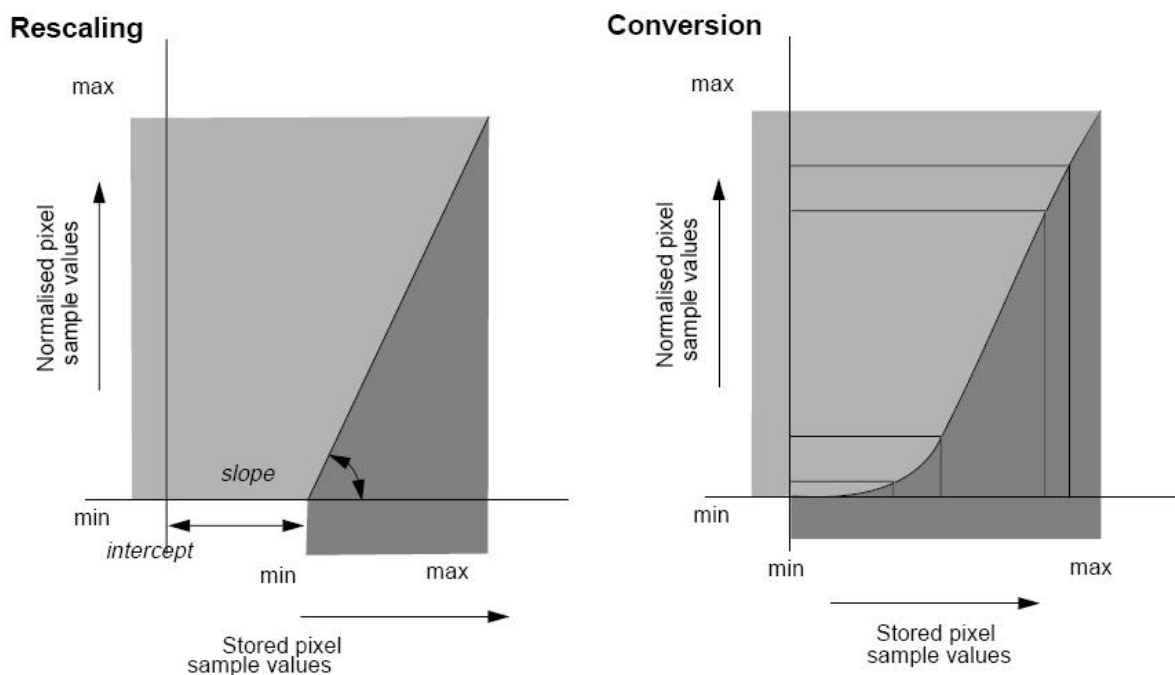 Rescaling
max
Normalised pixel
sample values
slope
min
intercept
min
max
Stored pixel
sample values
Conversion
max
Normalised pixel
sample values
min
min
max
Stored pixel
sample values